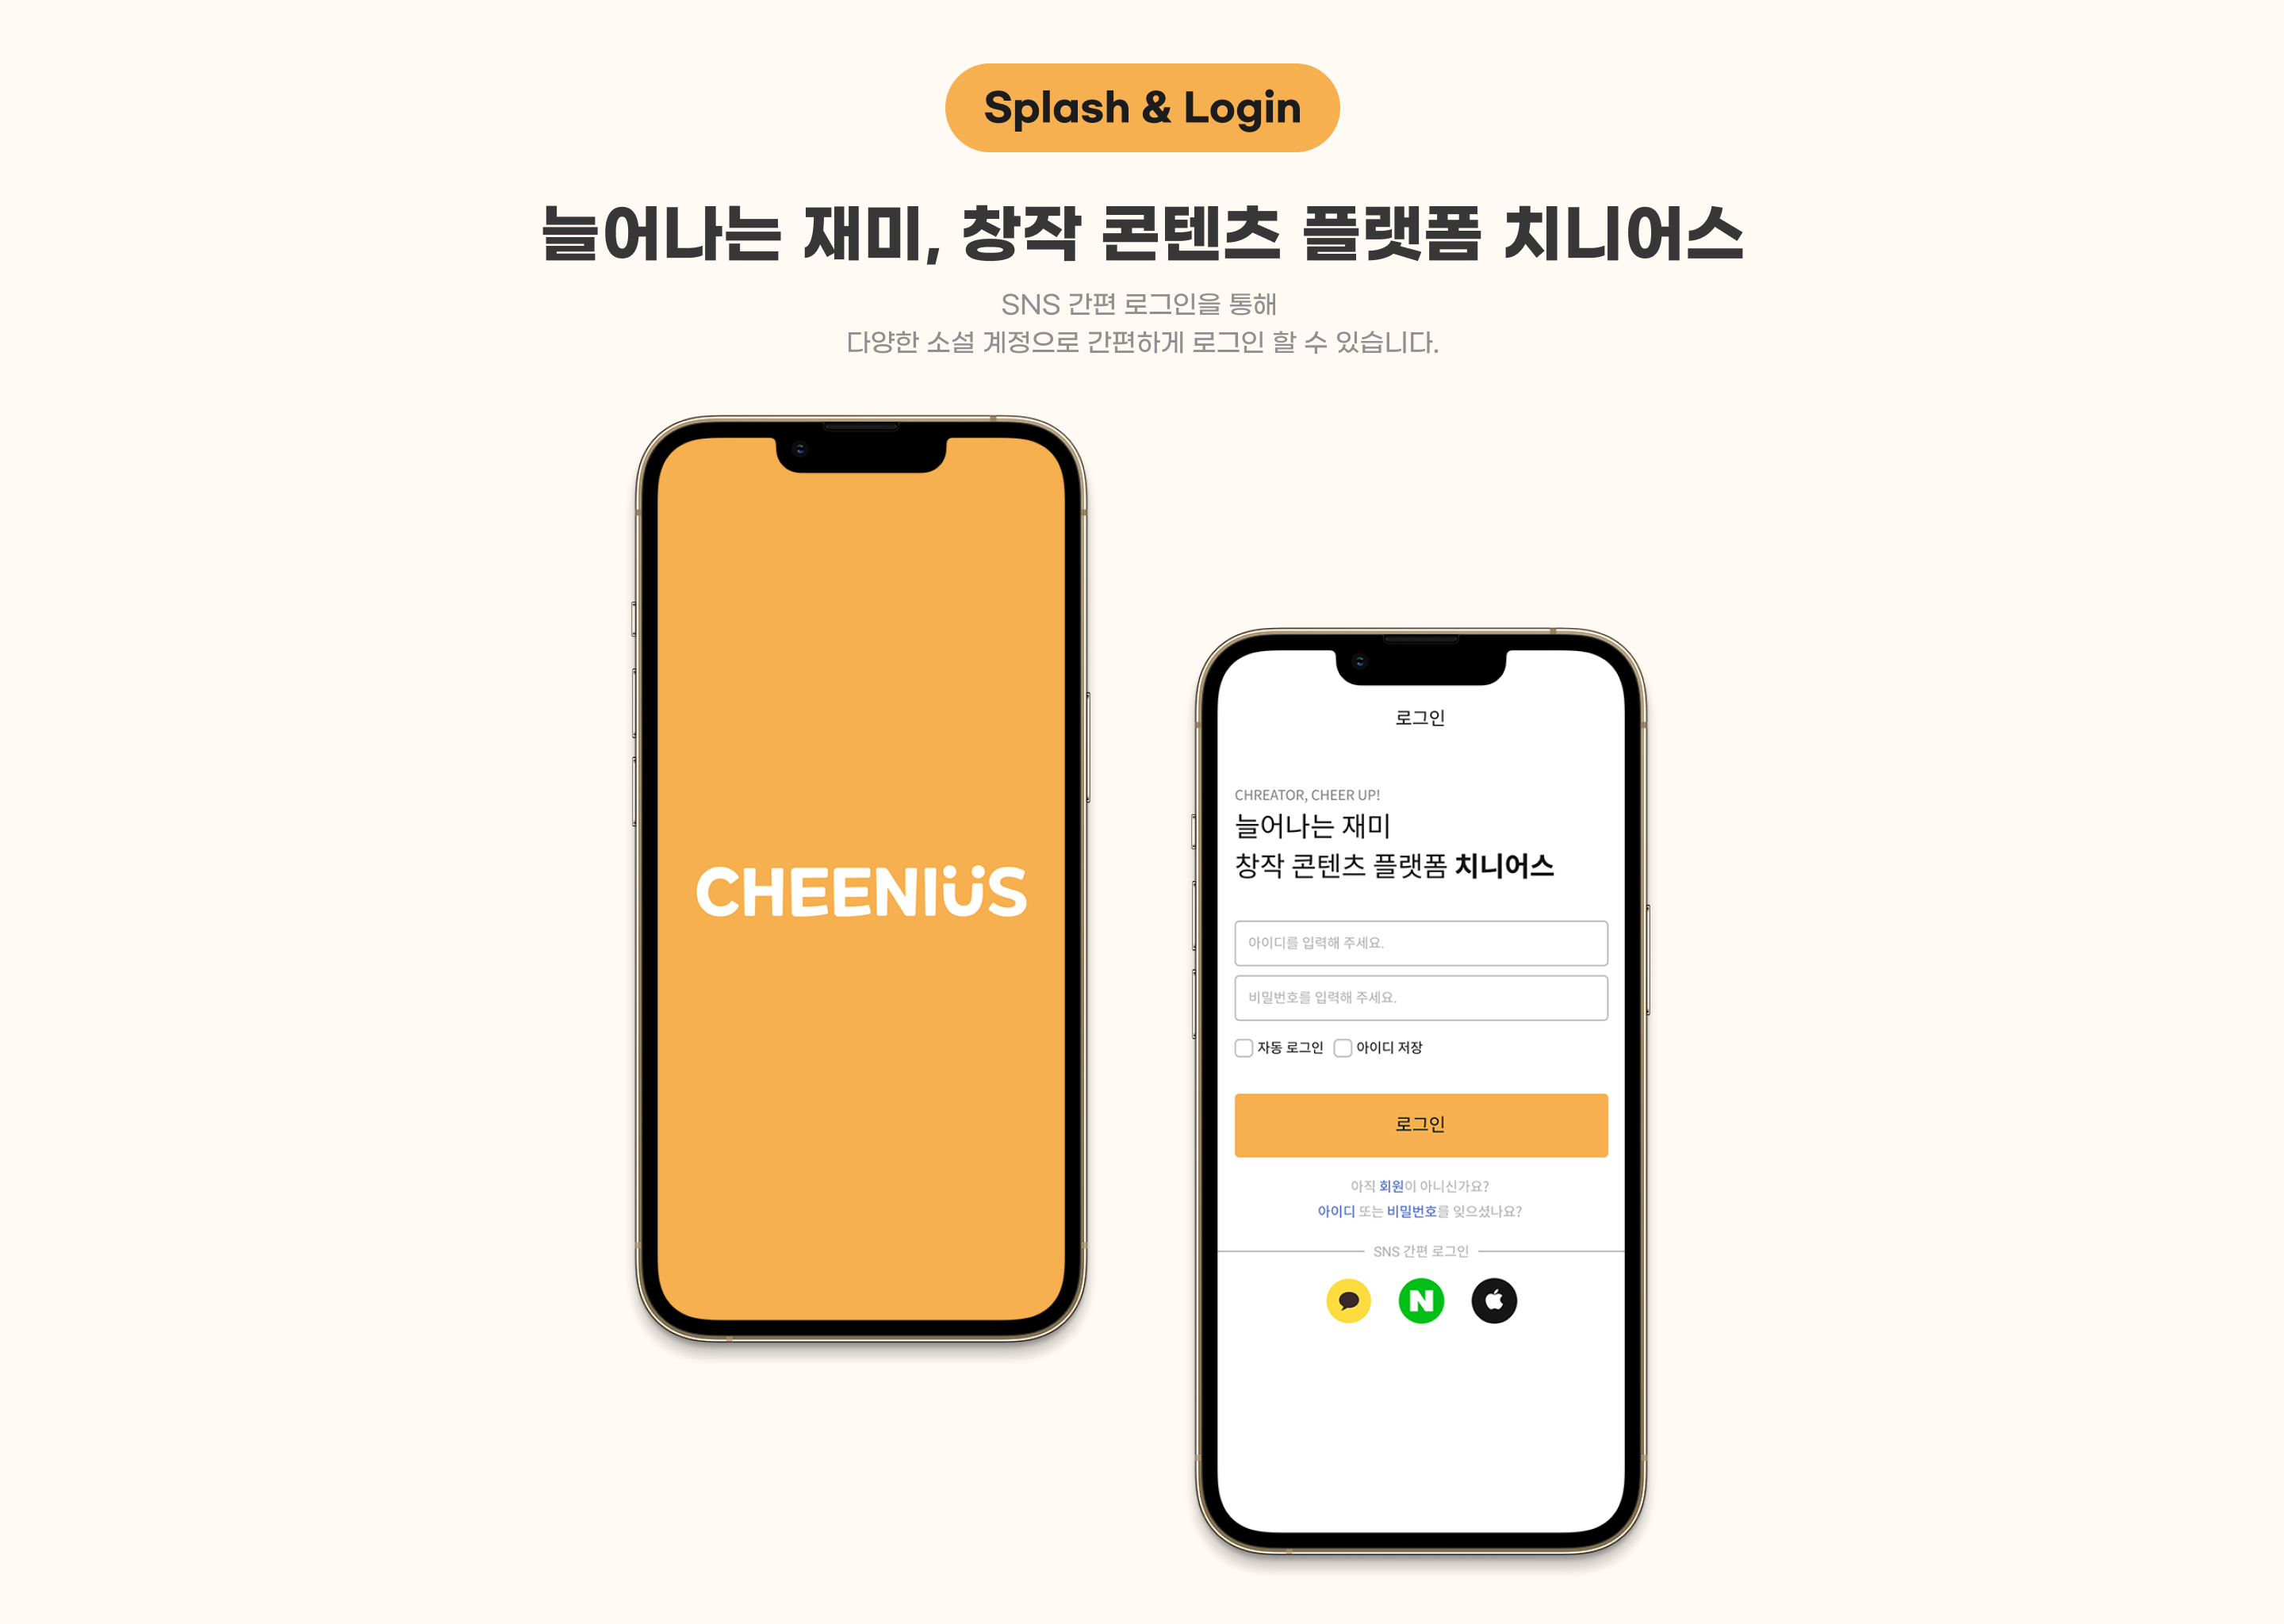 Splash & Login
늘어나는 재미, 창작 콘텐츠 플랫폼 치니어스
SNS 간편 로그인을 통해
다양한 소셜 계정으로 간편하게 로그인 할 수 있습니다.
CHEENIÜS
로그인
CHREATOR, CHEER UP!
늘어나는 재미
창작 콘텐츠 플랫폼 치니어스
아이디를 입력해 주세요.
비밀번호를 입력해 주세요.
자동 로그인 아이디 저장
로그인
아직 회원이 아니신가요?
아이디 또는 비밀번호를 잊으셨나요?
SNS 간편 로그인
N